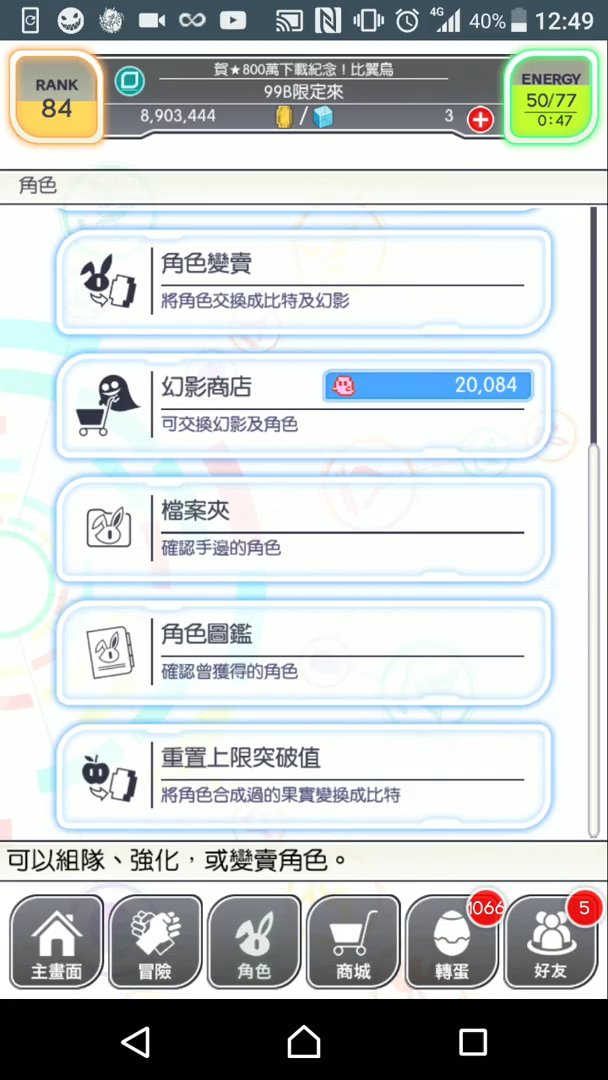 4G 40% 12:49
RANK
84
賀★800萬下載紀念！比翼鳥
99B限定來
8,903,444 / 3
ENERGY
50/77
0:47
角色
角色變賣
將角色交換成比特及幻影
幻影商店 20,084
可交換幻影及角色
檔案夾
確認手邊的角色
角色圖鑑
確認曾獲得的角色
重置上限突破值
將角色合成過的果實變換成比特
可以組隊、強化，或變賣角色。
1066 5
主畫面 冒險 角色 商城 轉蛋 好友